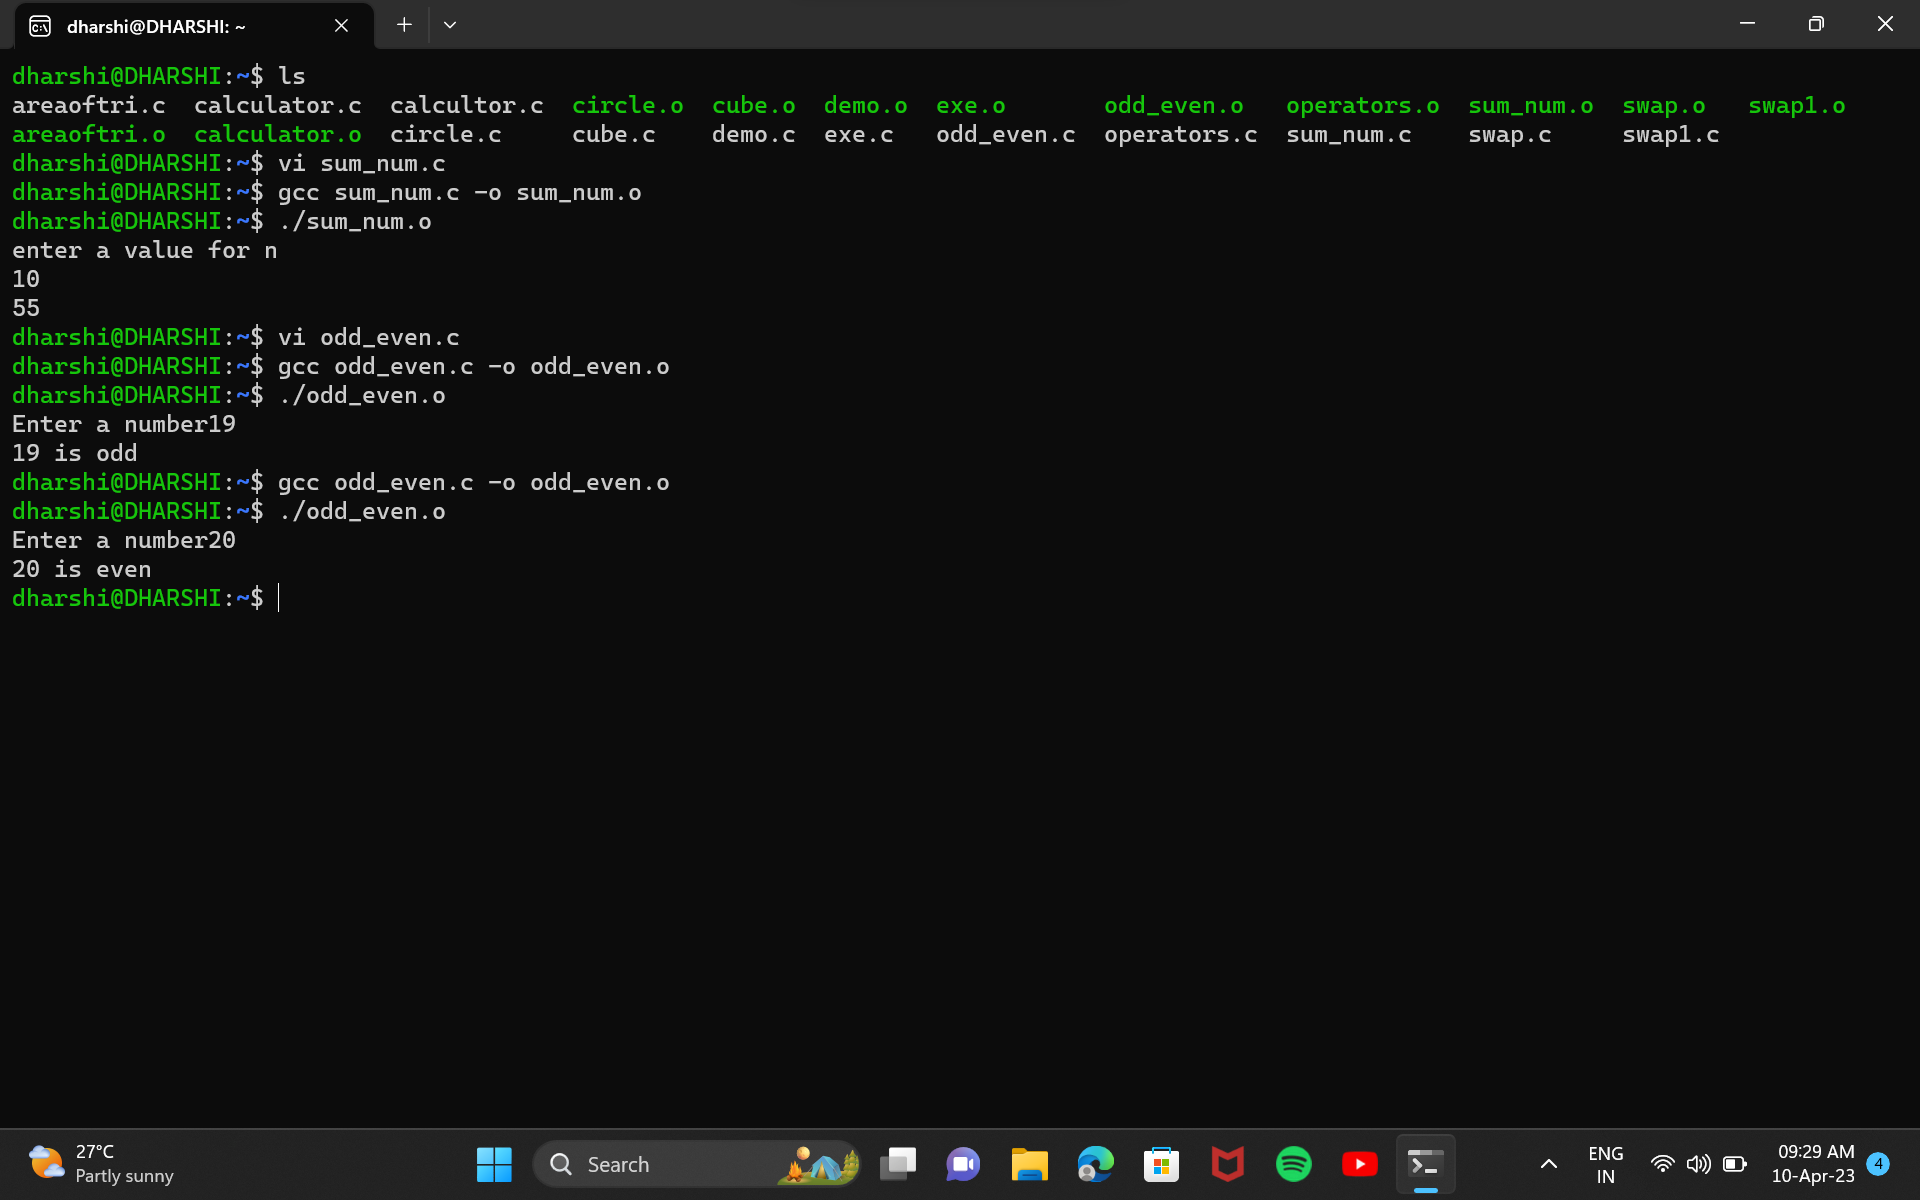 dharshi@DHARSHI: ~
dharshi@DHARSHI:~$ ls
areaoftri.c  calculator.c  calcultor.c  circle.o  cube.o  demo.o  exe.o       odd_even.o   operators.o  sum_num.o  swap.o   swap1.o
areaoftri.o  calculator.o  circle.c     cube.c    demo.c  exe.c  odd_even.c  operators.c  sum_num.c    swap.c     swap1.c
dharshi@DHARSHI:~$ vi sum_num.c
dharshi@DHARSHI:~$ gcc sum_num.c -o sum_num.o
dharshi@DHARSHI:~$ ./sum_num.o
enter a value for n
10
55
dharshi@DHARSHI:~$ vi odd_even.c
dharshi@DHARSHI:~$ gcc odd_even.c -o odd_even.o
dharshi@DHARSHI:~$ ./odd_even.o
Enter a number19
19 is odd
dharshi@DHARSHI:~$ gcc odd_even.c -o odd_even.o
dharshi@DHARSHI:~$ ./odd_even.o
Enter a number20
20 is even
dharshi@DHARSHI:~$
27°C
Partly sunny
Search
ENG
IN
09:29 AM
10-Apr-23
4